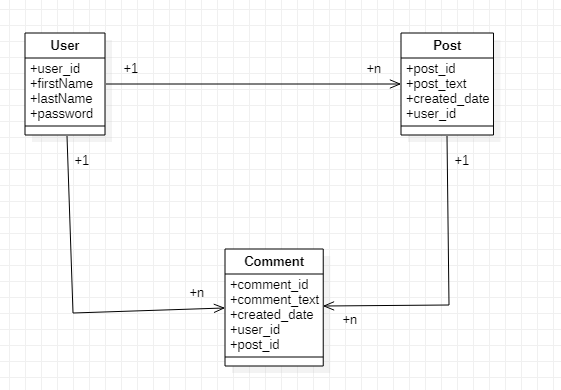 User
+user_id
+firstName
+lastName
+password
+1
+n
Post
+post_id
+post_text
+created_date
+user_id
+1
+1
Comment
+comment_id
+comment_text
+created_date
+user_id
+post_id
+n
+n